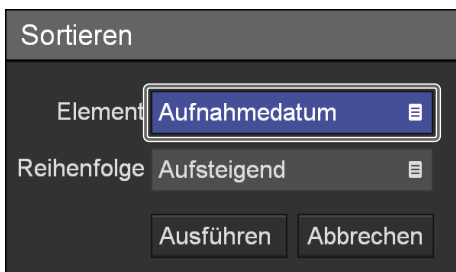 Sortieren
Element Aufnahmedatum
Reihenfolge Aufsteigend
Ausführen Abbrechen